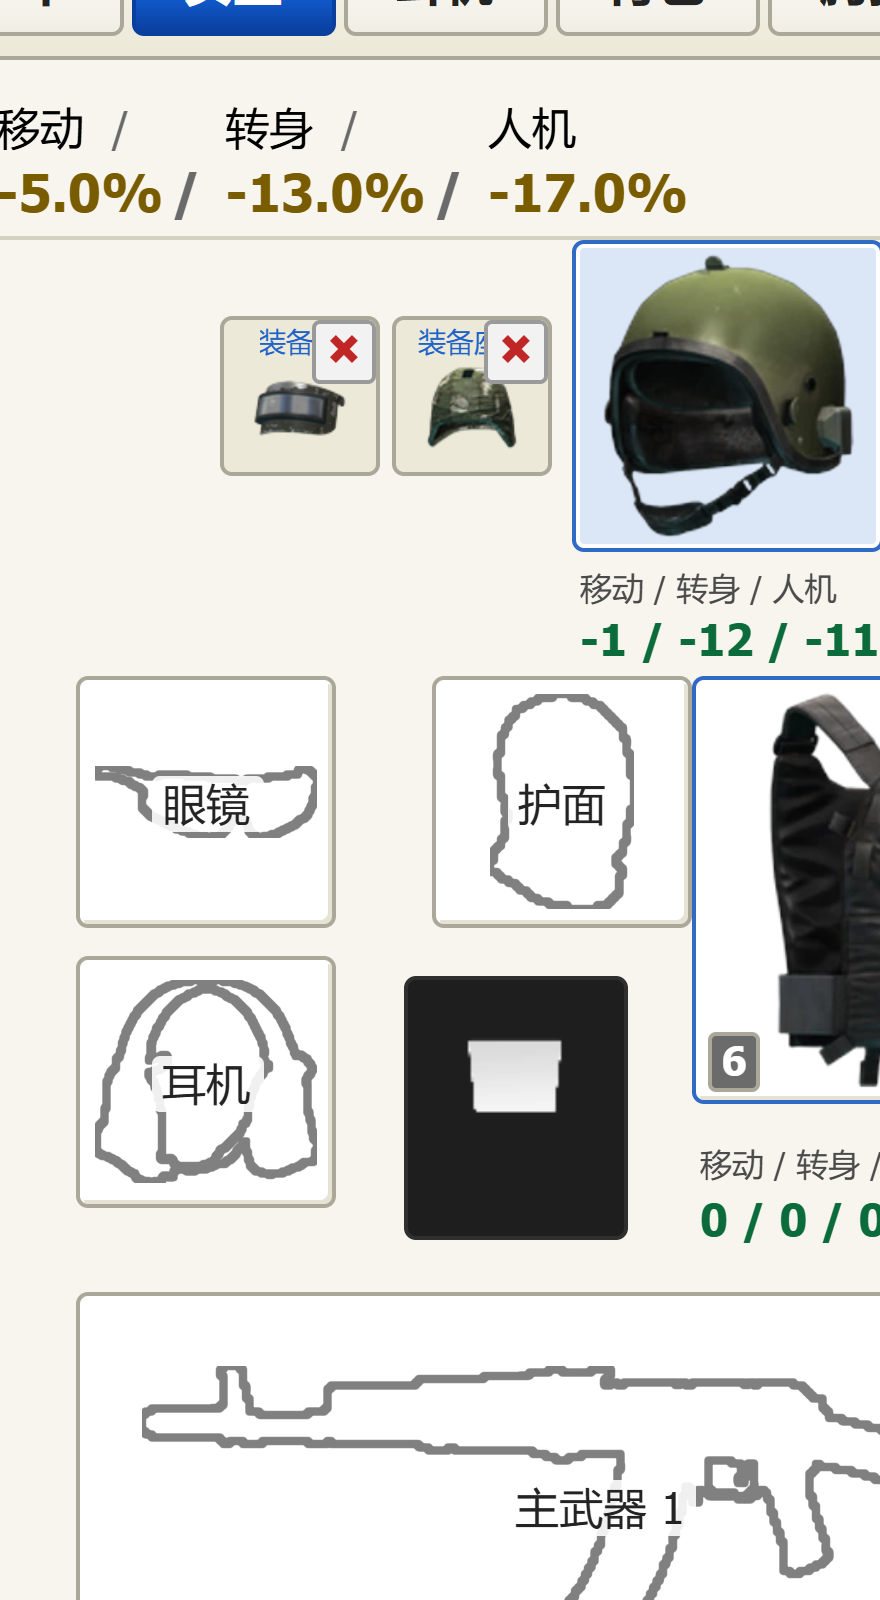 移动 / 转身 / 人机
-5.0% / -13.0% / -17.0%
装备
装备
移动 / 转身 / 人机
-1 / -12 / -11
眼镜
护面
耳机
6
移动 / 转身 /
0 / 0 / 0
主武器 1